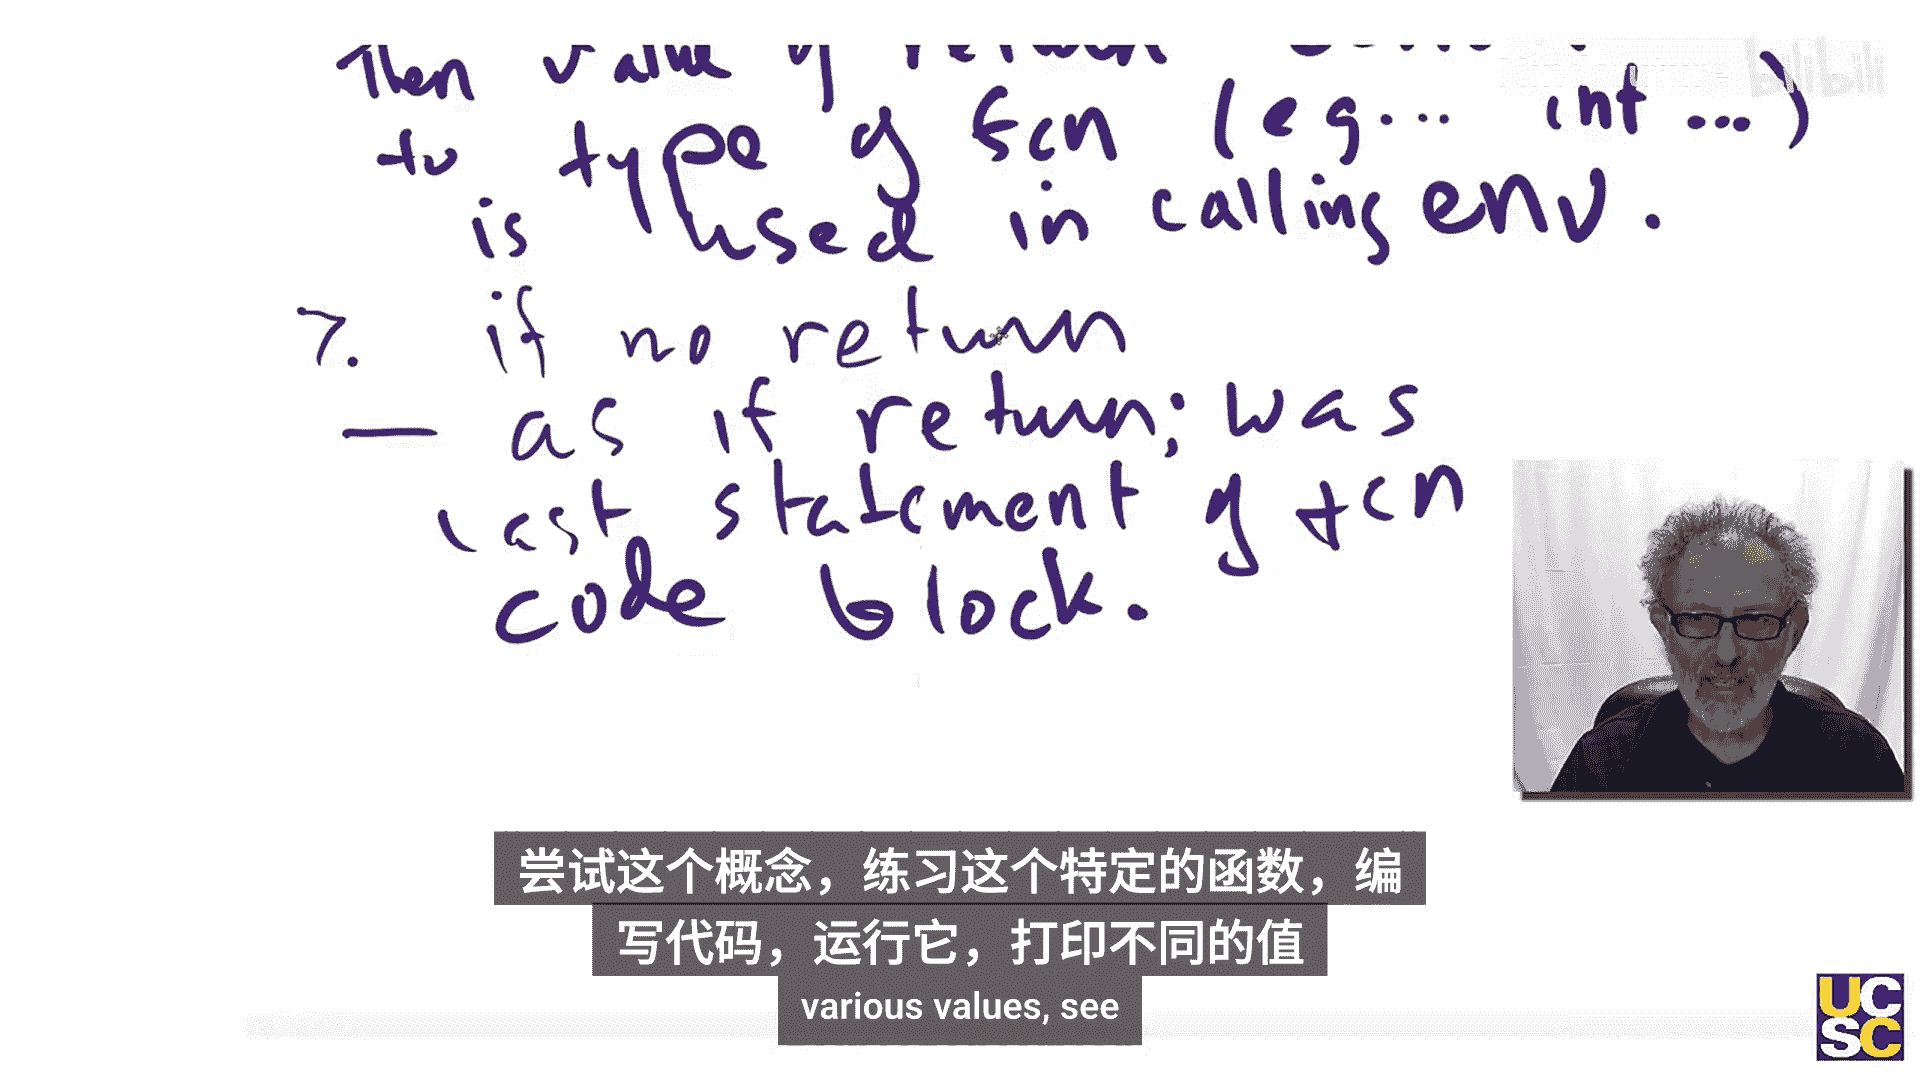 Then value of return
to type of fcn (eg... int ...)
is used in calling env.
7. if no return
— as if return; was
last statement of fcn
code block.
尝试这个概念，练习这个特定的函数，编
写代码，运行它，打印不同的值
various values, see
bilibili
UC
SC